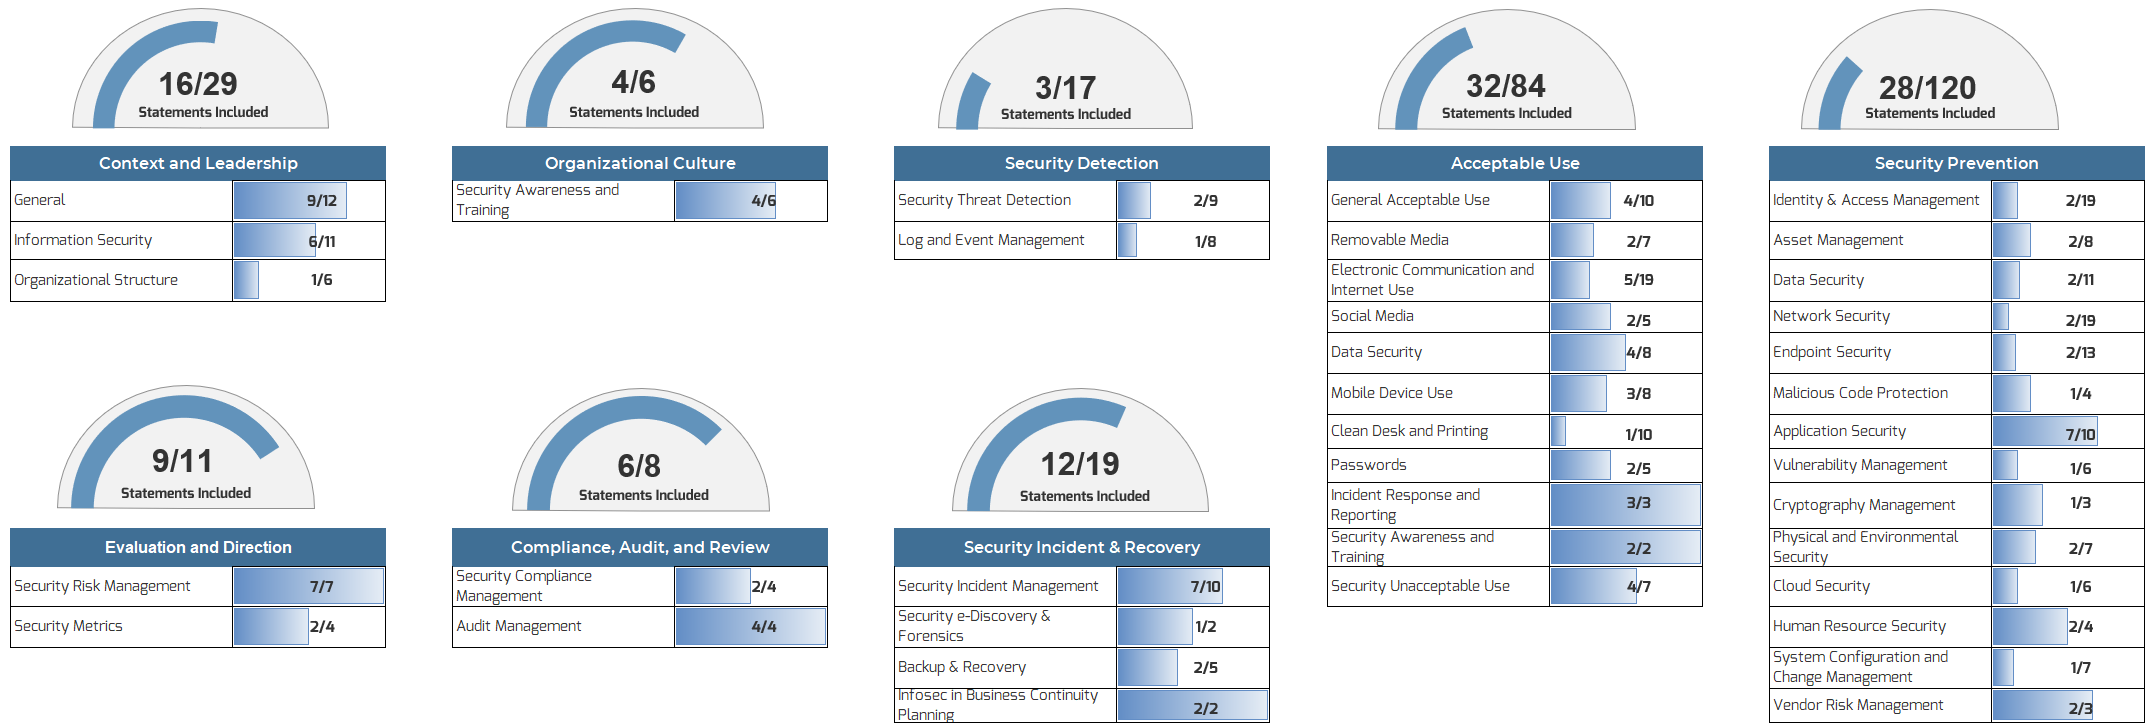 16/29
Statements Included
Context and Leadership
General 9/12
Information Security 6/11
Organizational Structure 1/6
4/6
Statements Included
Organizational Culture
Security Awareness and
Training 4/6
3/17
Statements Included
Security Detection
Security Threat Detection 2/9
Log and Event Management 1/8
32/84
Statements Included
Acceptable Use
General Acceptable Use 4/10
Removable Media 2/7
Electronic Communication and
Internet Use 5/19
Social Media 2/5
Data Security 4/8
Mobile Device Use 3/8
Clean Desk and Printing 1/10
Passwords 2/5
Incident Response and
Reporting 3/3
Security Awareness and
Training 2/2
Security Unacceptable Use 4/7
28/120
Statements Included
Security Prevention
Identity & Access Management 2/19
Asset Management 2/8
Data Security 2/11
Network Security 2/19
Endpoint Security 2/13
Malicious Code Protection 1/4
Application Security 7/10
Vulnerability Management 1/6
Cryptography Management 1/3
Physical and Environmental
Security 2/7
Cloud Security 1/6
Human Resource Security 2/4
System Configuration and
Change Management 1/7
Vendor Risk Management 2/3
9/11
Statements Included
Evaluation and Direction
Security Risk Management 7/7
Security Metrics 2/4
6/8
Statements Included
Compliance, Audit, and Review
Security Compliance
Management 2/4
Audit Management 4/4
12/19
Statements Included
Security Incident & Recovery
Security Incident Management 7/10
Security e-Discovery &
Forensics 1/2
Backup & Recovery 2/5
Infosec in Business Continuity
Planning 2/2